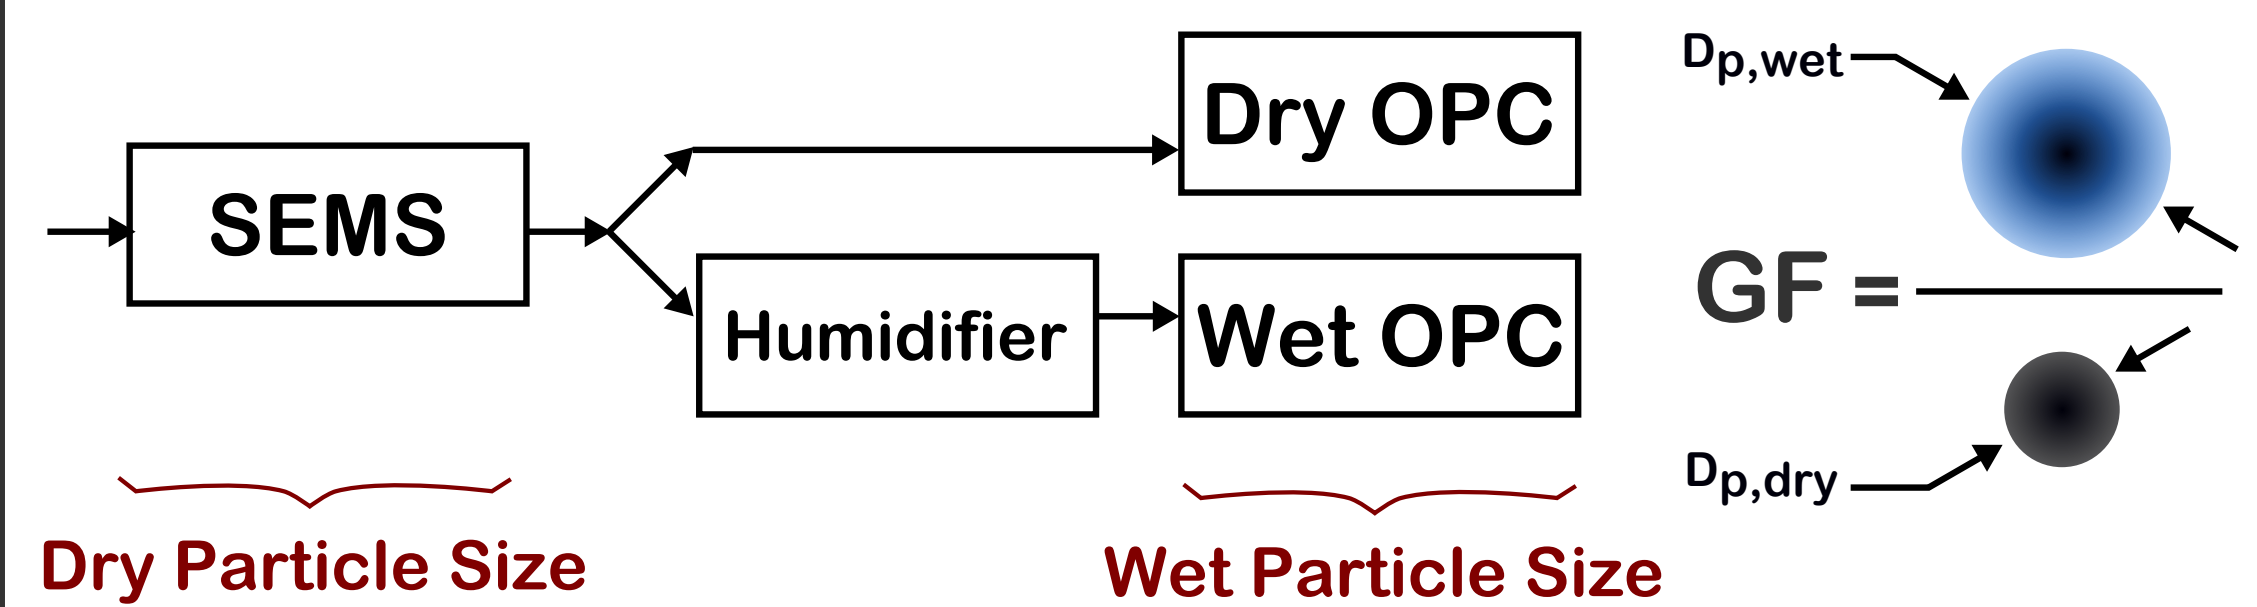 SEMS
Dry OPC
Humidifier
Wet OPC
Dry Particle Size
Wet Particle Size
Dp,wet
GF =
Dp,dry